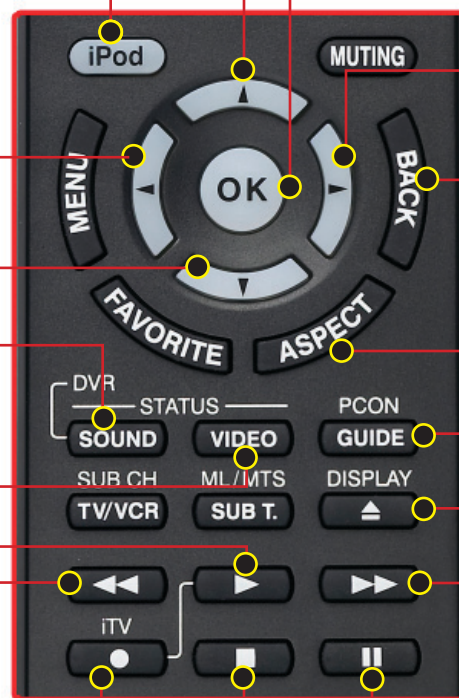 iPod MUTING
MENU OK BACK
FAVORITE ASPECT
DVR
STATUS PCON
SOUND VIDEO GUIDE
SUB CH ML/MTS DISPLAY
TV/VCR SUB T.
iTV